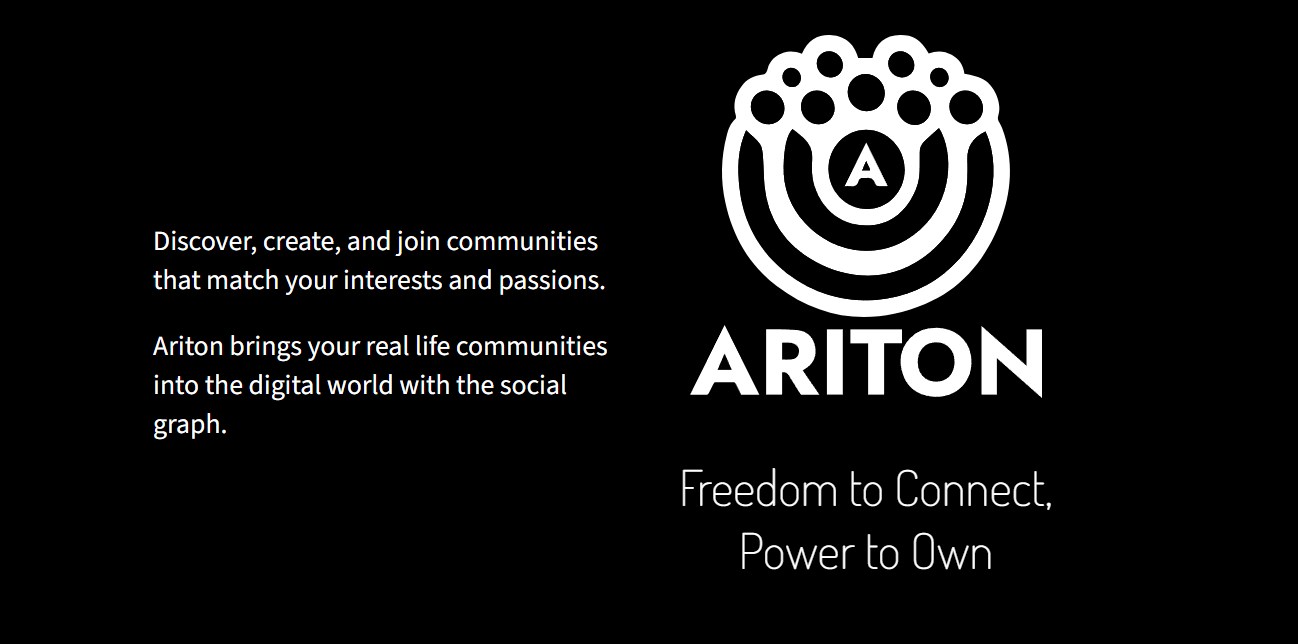 Discover, create, and join communities
that match your interests and passions.
Ariton brings your real life communities
into the digital world with the social
graph.
A
ARITON
Freedom to Connect,
Power to Own